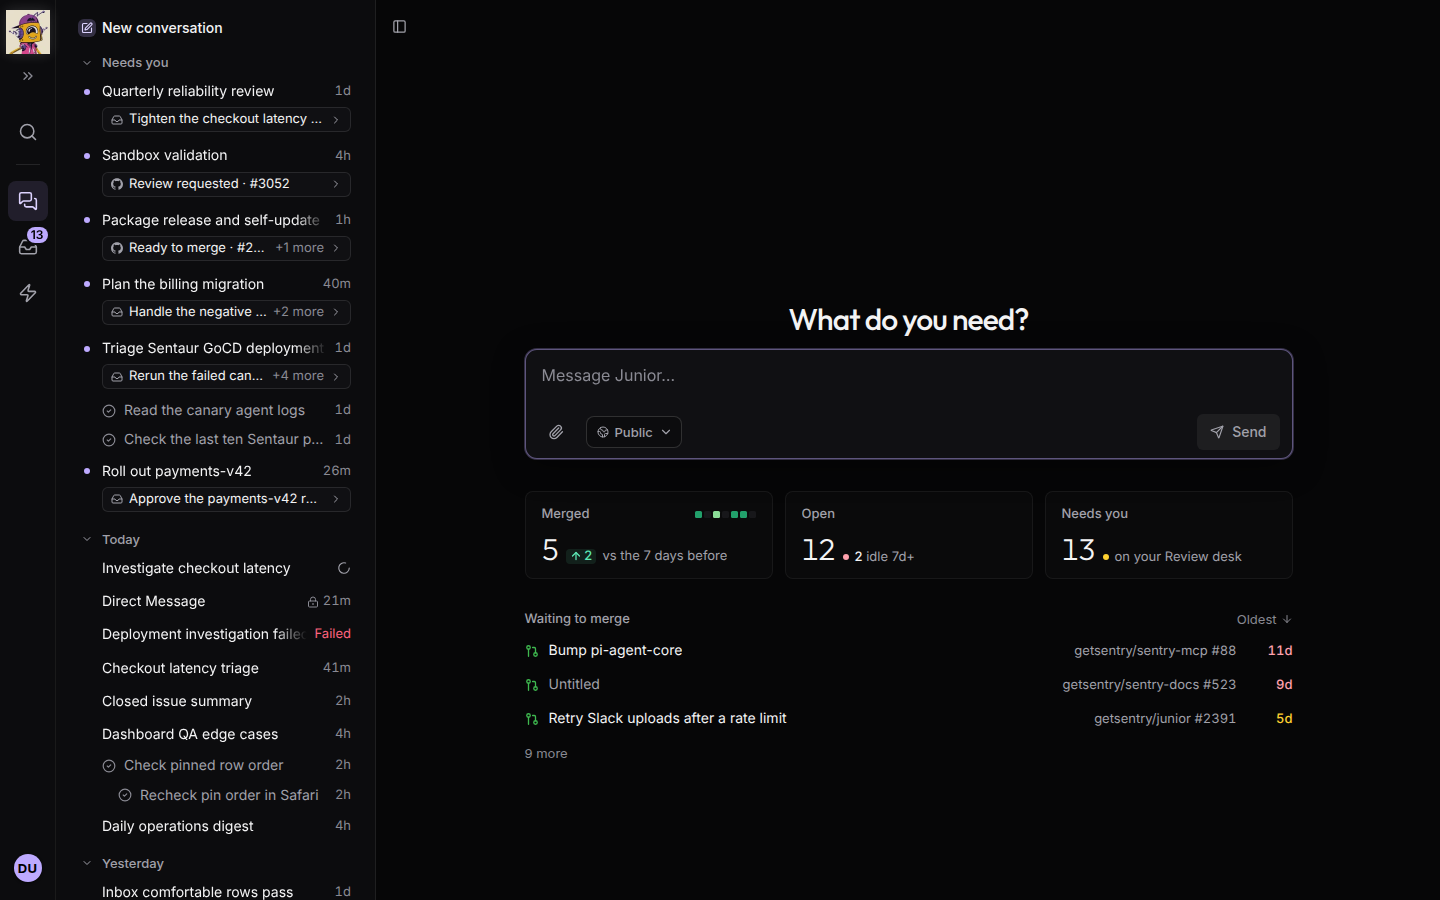 New conversation
Needs you
Quarterly reliability review 1d
Tighten the checkout latency ...
Sandbox validation 4h
Review requested · #3052
Package release and self-update 1h
Ready to merge · #2... +1 more
Plan the billing migration 40m
Handle the negative ... +2 more
Triage Sentaur GoCD deployment 1d
Rerun the failed can... +4 more
Read the canary agent logs 1d
Check the last ten Sentaur p... 1d
Roll out payments-v42 26m
Approve the payments-v42 r...
Today
Investigate checkout latency
Direct Message 21m
Deployment investigation failed Failed
Checkout latency triage 41m
Closed issue summary 2h
Dashboard QA edge cases 4h
Check pinned row order 2h
Recheck pin order in Safari 2h
Daily operations digest 4h
Yesterday
Inbox comfortable rows pass 1d
13
DU
What do you need?
Message Junior...
Public
Send
Merged
5 2 vs the 7 days before
Open
12 2 idle 7d+
Needs you
13 on your Review desk
Waiting to merge Oldest
Bump pi-agent-core getsentry/sentry-mcp #88 11d
Untitled getsentry/sentry-docs #523 9d
Retry Slack uploads after a rate limit getsentry/junior #2391 5d
9 more